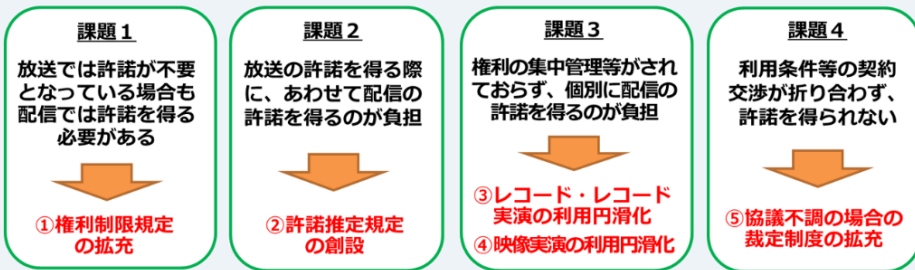 課題１
放送では許諾が不要
となっている場合も
配信では許諾を得る
必要がある
①権利制限規定
の拡充
課題２
放送の許諾を得る際
に、あわせて配信の
許諾を得るのが負担
②許諾推定規定
の創設
課題３
権利の集中管理等がされ
ておらず、個別に配信の
許諾を得るのが負担
③レコード・レコード
実演の利用円滑化
④映像実演の利用円滑化
課題４
利用条件等の契約
交渉が折り合わず、
許諾を得られない
⑤協議不調の場合の
裁定制度の拡充